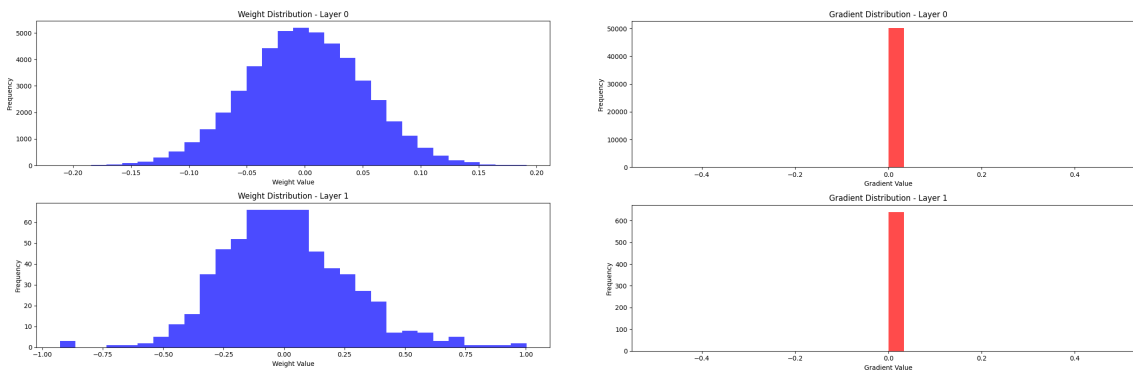 Weight Distribution - Layer 0
Frequency
5000
4000
3000
2000
1000
0
−0.20 −0.15 −0.10 −0.05 0.00 0.05 0.10 0.15 0.20
Weight Value
Gradient Distribution - Layer 0
Frequency
50000
40000
30000
20000
10000
0
−0.4 −0.2 0.0 0.2 0.4
Gradient Value
Weight Distribution - Layer 1
Frequency
60
50
40
30
20
10
0
−1.00 −0.75 −0.50 −0.25 0.00 0.25 0.50 0.75 1.00
Weight Value
Gradient Distribution - Layer 1
Frequency
600
500
400
300
200
100
0
−0.4 −0.2 0.0 0.2 0.4
Gradient Value